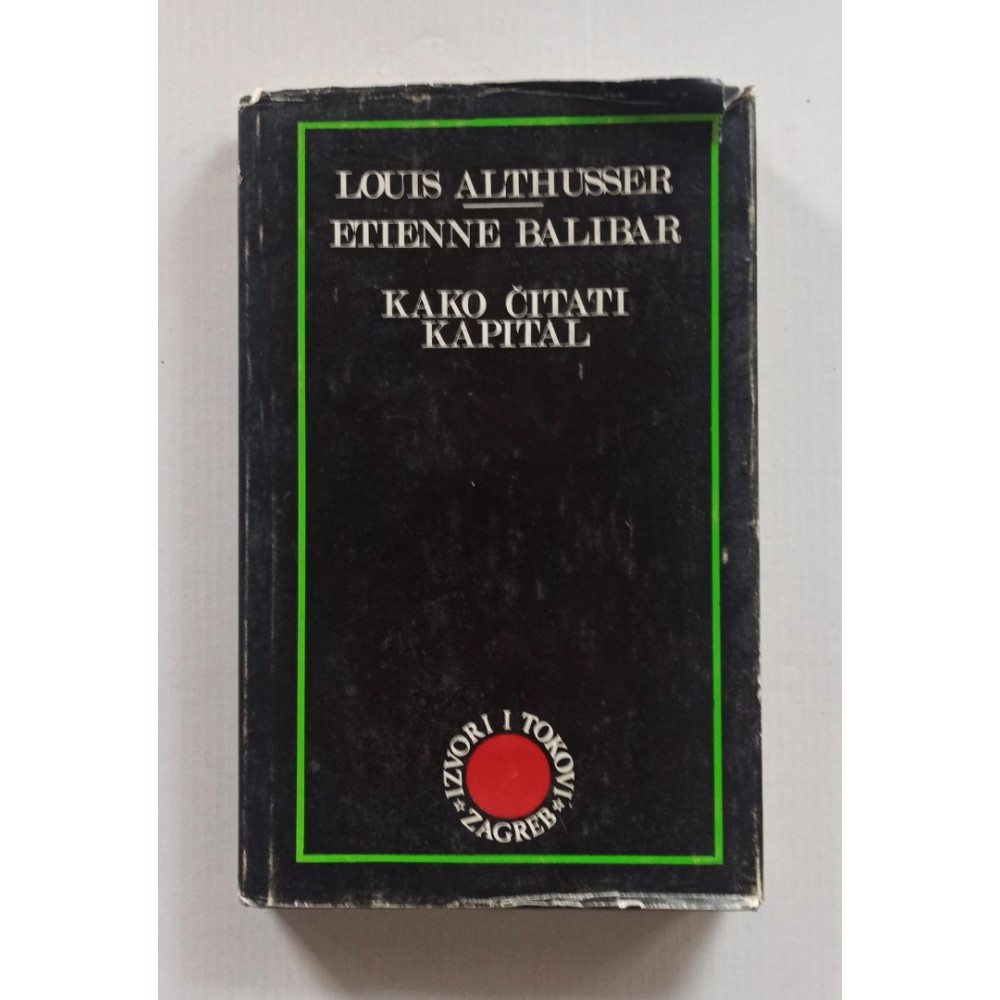 LOUIS ALTHUSSER
ETIENNE BALIBAR
KAKO ČITATI
KAPITAL
IZVORI I TOKOVI
* ZAGREB *